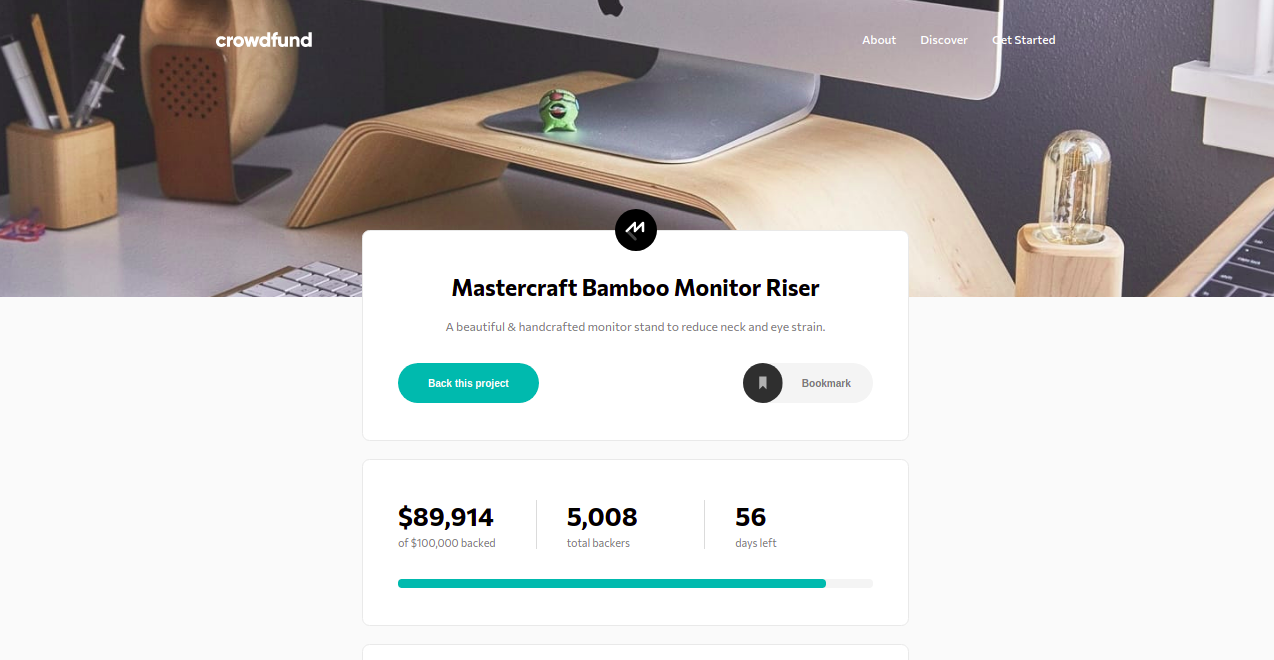 crowdfund
About Discover Get Started
Mastercraft Bamboo Monitor Riser
A beautiful & handcrafted monitor stand to reduce neck and eye strain.
Back this project
Bookmark
$89,914 5,008 56
of $100,000 backed total backers days left